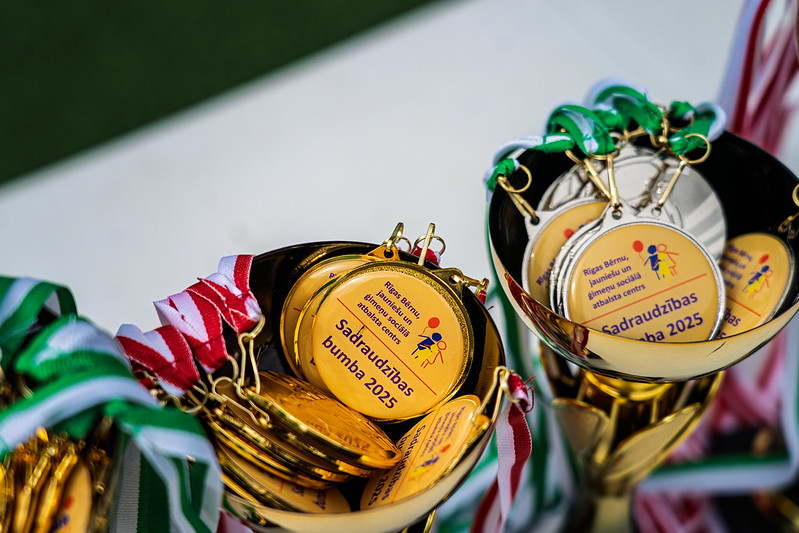 Rīgas Bērnu,
jauniešu un
ģimeņu sociālā
atbalsta centrs
Sadraudzības
bumba 2025
Rīgas Bērnu,
jauniešu un
ģimeņu sociālā
atbalsta centrs
Sadraudzības
bumba 2025